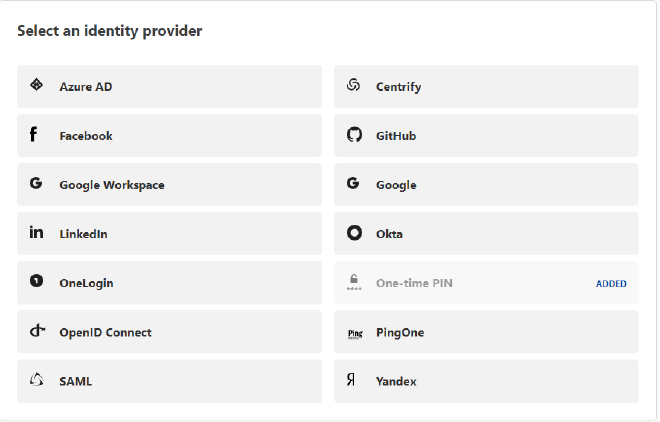 Select an identity provider
Azure AD
Centrify
Facebook
GitHub
Google Workspace
Google
LinkedIn
Okta
OneLogin
One-time PIN ADDED
OpenID Connect
PingOne
SAML
Yandex